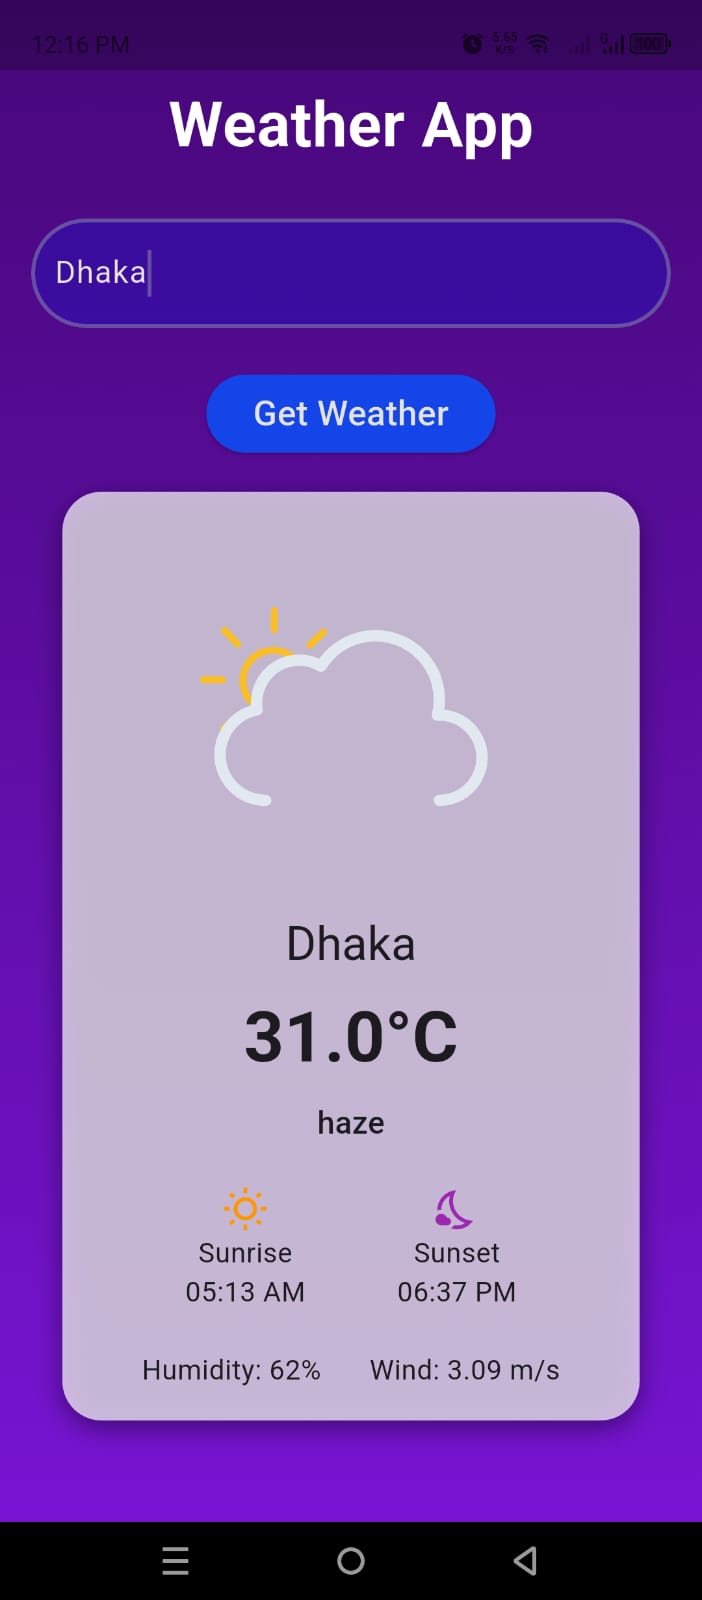 12:16 PM 5.65 K/S G 100
Weather App
Dhaka
Get Weather
Dhaka
31.0°C
haze
Sunrise Sunset
05:13 AM 06:37 PM
Humidity: 62% Wind: 3.09 m/s